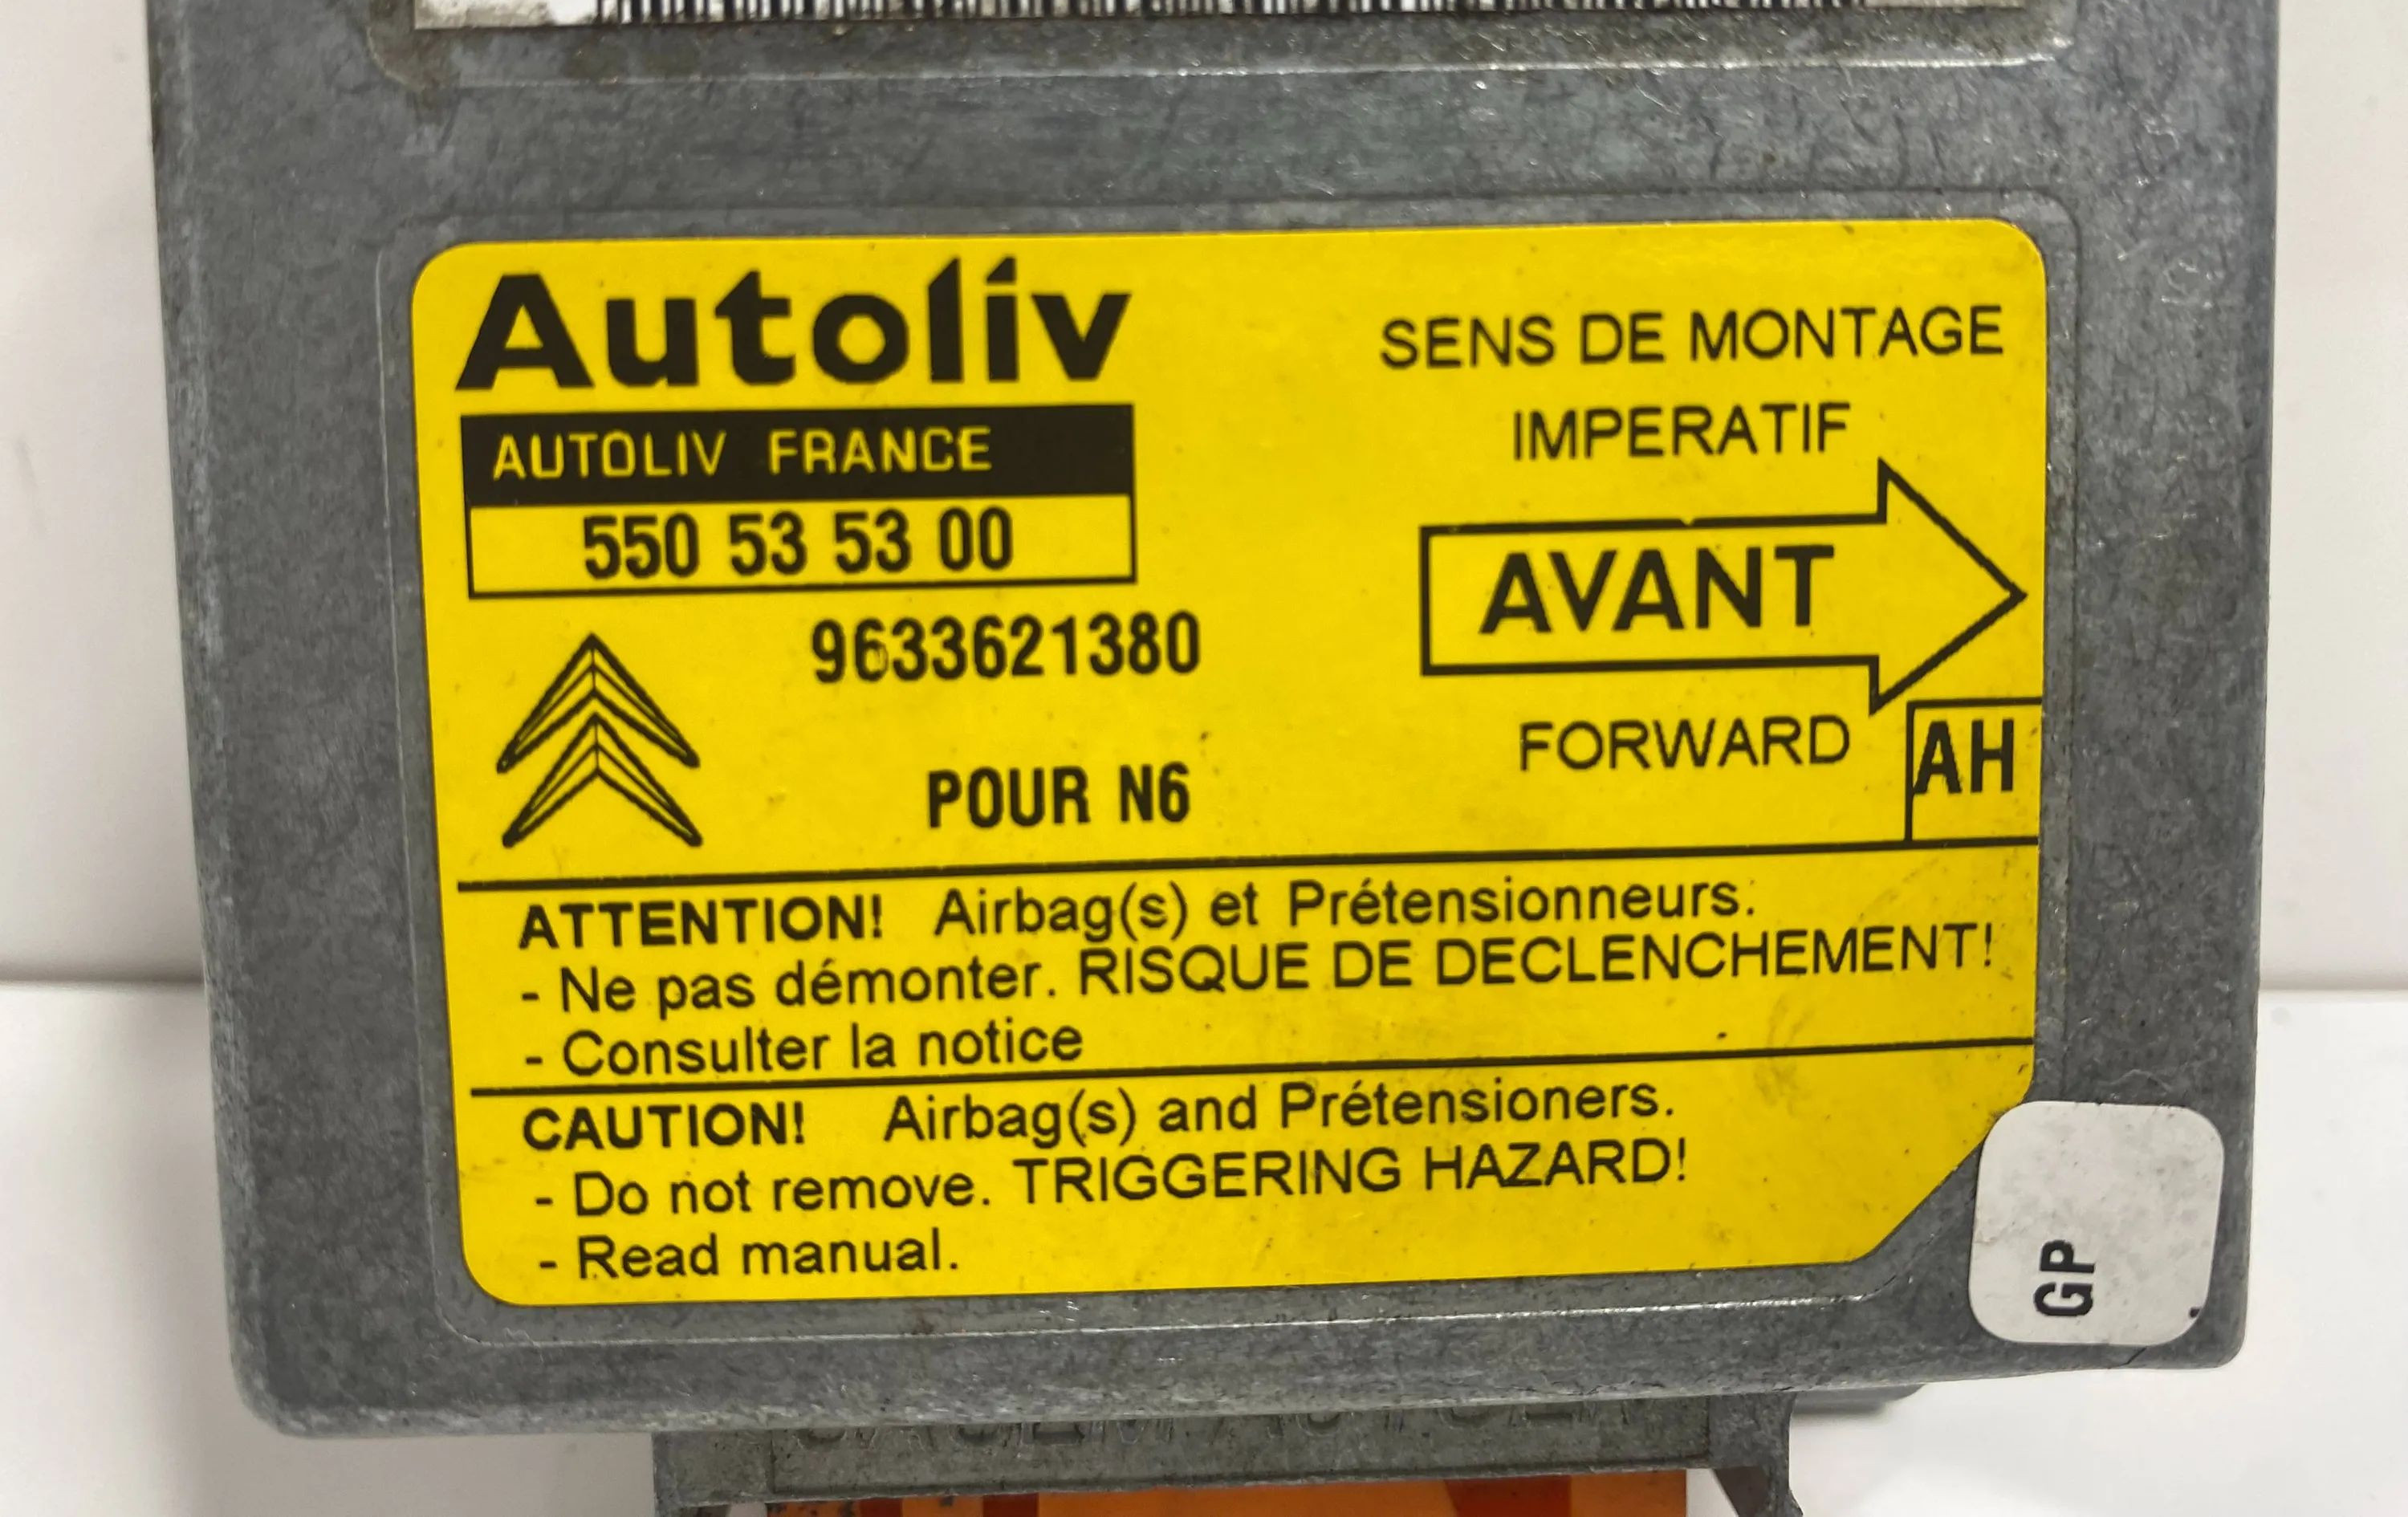 Autoliv
AUTOLIV FRANCE
550 53 53 00
9633621380
POUR N6
SENS DE MONTAGE
IMPERATIF
AVANT
FORWARD
AH
ATTENTION! Airbag(s) et Prétensionneurs.
- Ne pas démonter. RISQUE DE DECLENCHEMENT!
- Consulter la notice
CAUTION! Airbag(s) and Prétensioners.
- Do not remove. TRIGGERING HAZARD!
- Read manual.
GP